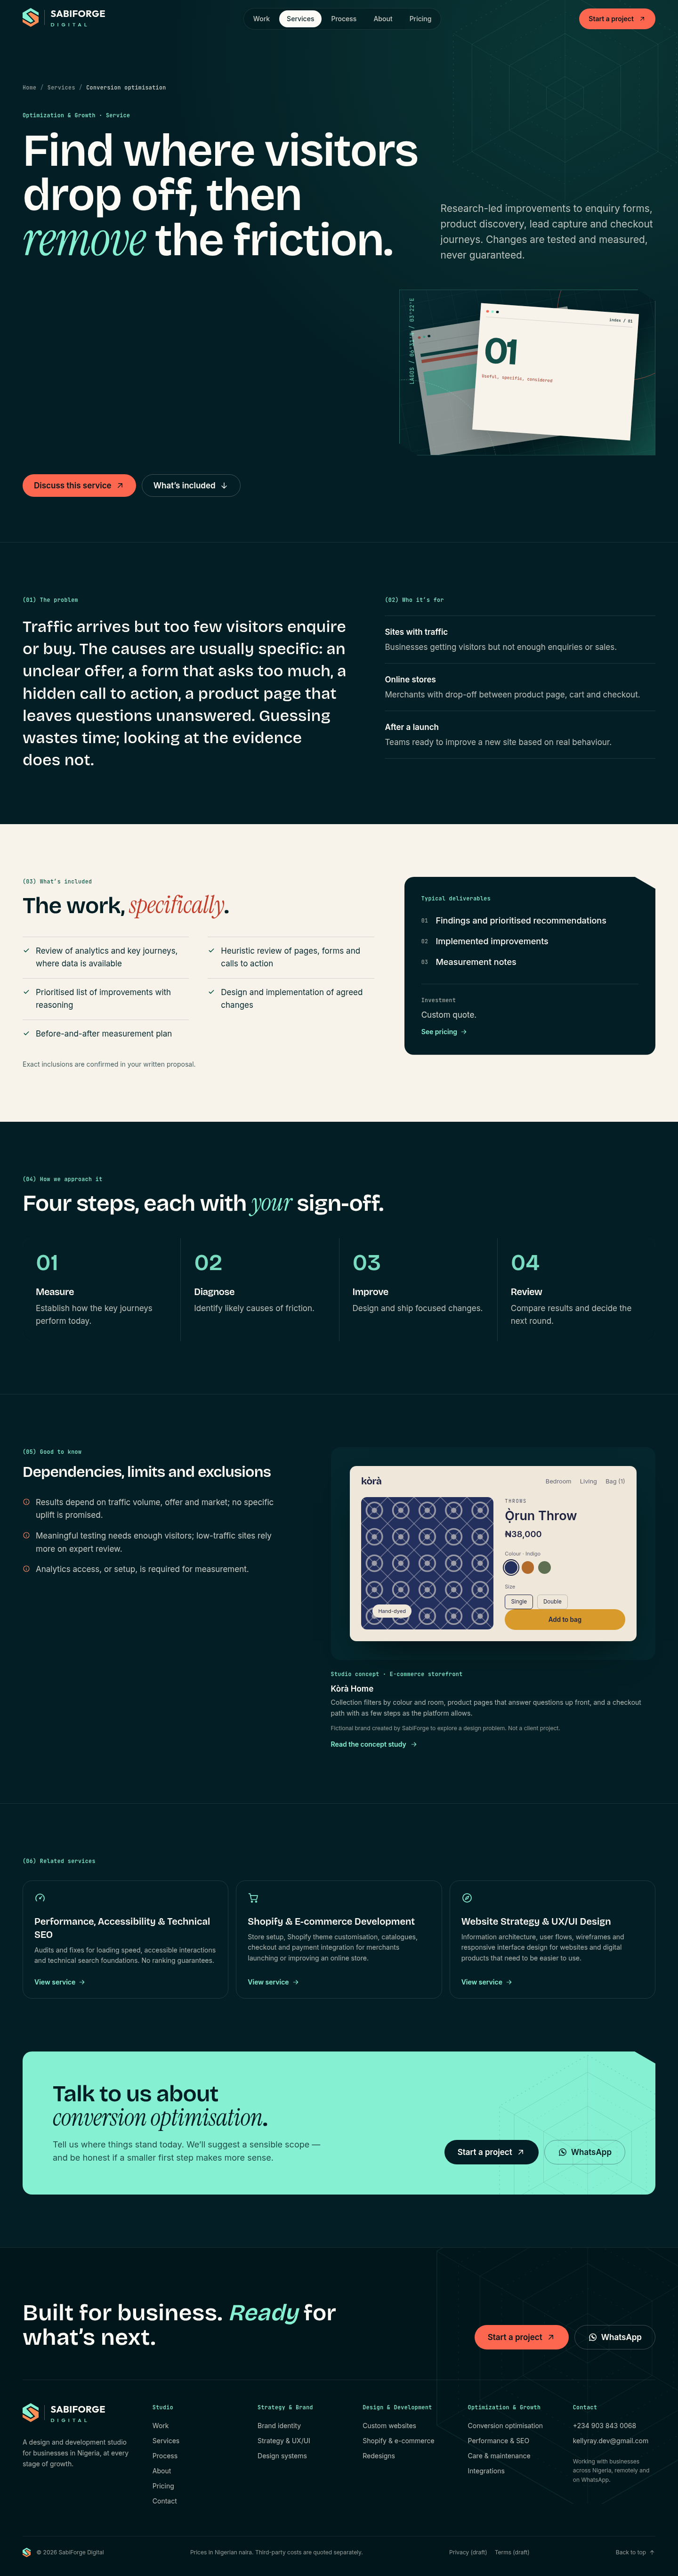 SABIFORGE
DIGITAL
Work
Services
Process
About
Pricing
Start a project
Home / Services / Conversion optimisation
Optimization & Growth · Service
Find where visitors
drop off, then
remove the friction.
Research-led improvements to enquiry forms,
product discovery, lead capture and checkout
journeys. Changes are tested and measured,
never guaranteed.
index / 01
01
Useful, specific, considered
Discuss this service
What's included
(01) The problem
Traffic arrives but too few visitors enquire
or buy. The causes are usually specific: an
unclear offer, a form that asks too much, a
hidden call to action, a product page that
leaves questions unanswered. Guessing
wastes time; looking at the evidence
does not.
(02) Who it's for
Sites with traffic
Businesses getting visitors but not enough enquiries or sales.
Online stores
Merchants with drop-off between product page, cart and checkout.
After a launch
Teams ready to improve a new site based on real behaviour.
(03) What's included
The work, specifically.
Review of analytics and key journeys,
where data is available
Heuristic review of pages, forms and
calls to action
Prioritised list of improvements with
reasoning
Design and implementation of agreed
changes
Before-and-after measurement plan
Exact inclusions are confirmed in your written proposal.
Typical deliverables
01 Findings and prioritised recommendations
02 Implemented improvements
03 Measurement notes
Investment
Custom quote.
See pricing →
(04) How we approach it
Four steps, each with your sign-off.
01
Measure
Establish how the key journeys
perform today.
02
Diagnose
Identify likely causes of friction.
03
Improve
Design and ship focused changes.
04
Review
Compare results and decide the
next round.
(05) Good to know
Dependencies, limits and exclusions
Results depend on traffic volume, offer and market; no specific
uplift is promised.
Meaningful testing needs enough visitors; low-traffic sites rely
more on expert review.
Analytics access, or setup, is required for measurement.
kòrà
Bedroom
Living
Bag (1)
Hand-dyed
THROWS
Ọ̀run Throw
₦38,000
Colour · Indigo
Size
Single
Double
Add to bag
Studio concept · E-commerce storefront
Kòrà Home
Collection filters by colour and room, product pages that answer questions up front, and a checkout
path with as few steps as the platform allows.
Fictional brand created by SabiForge to explore a design problem. Not a client project.
Read the concept study →
(06) Related services
Performance, Accessibility & Technical
SEO
Audits and fixes for loading speed, accessible interactions
and technical search foundations. No ranking guarantees.
View service →
Shopify & E-commerce Development
Store setup, Shopify theme customisation, catalogues,
checkout and payment integration for merchants
launching or improving an online store.
View service →
Website Strategy & UX/UI Design
Information architecture, user flows, wireframes and
responsive interface design for websites and digital
products that need to be easier to use.
View service →
Talk to us about
conversion optimisation.
Tell us where things stand today. We'll suggest a sensible scope —
and be honest if a smaller first step makes more sense.
Start a project
WhatsApp
Built for business. Ready for
what's next.
Start a project
WhatsApp
SABIFORGE
DIGITAL
A design and development studio
for businesses in Nigeria, at every
stage of growth.
Studio
Work
Services
Process
About
Pricing
Contact
Strategy & Brand
Brand identity
Strategy & UX/UI
Design systems
Design & Development
Custom websites
Shopify & e-commerce
Redesigns
Optimization & Growth
Conversion optimisation
Performance & SEO
Care & maintenance
Integrations
Contact
+234 903 843 0068
kellyray.dev@gmail.com
Working with businesses
across Nigeria, remotely and
on WhatsApp.
© 2026 SabiForge Digital
Prices in Nigerian naira. Third-party costs are quoted separately.
Privacy (draft)
Terms (draft)
Back to top ↑